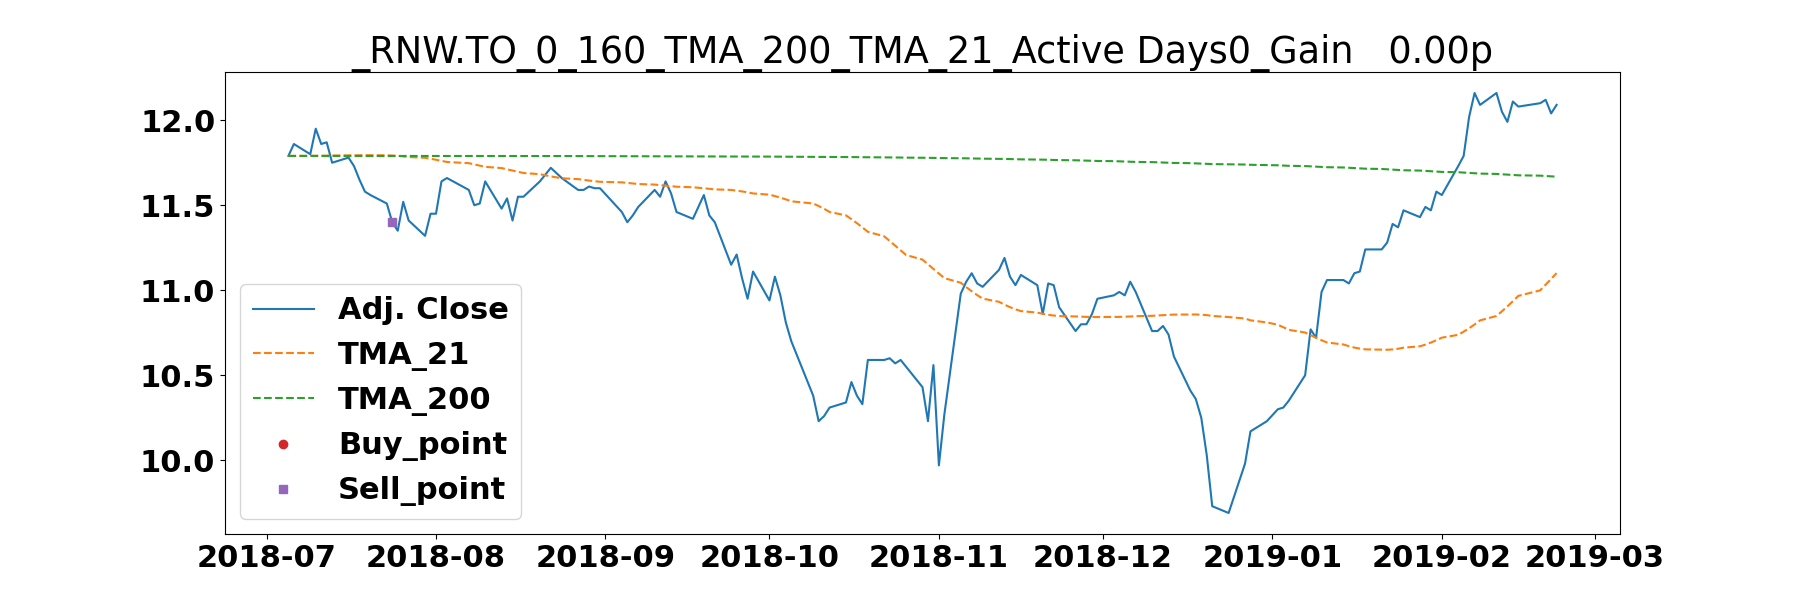 _RNW.TO_0_160_TMA_200_TMA_21_Active Days0_Gain   0.00p
12.0
11.5
11.0
10.5
10.0
Adj. Close
TMA_21
TMA_200
Buy_point
Sell_point
2018-07 2018-08 2018-09 2018-10 2018-11 2018-12 2019-01 2019-02 2019-03